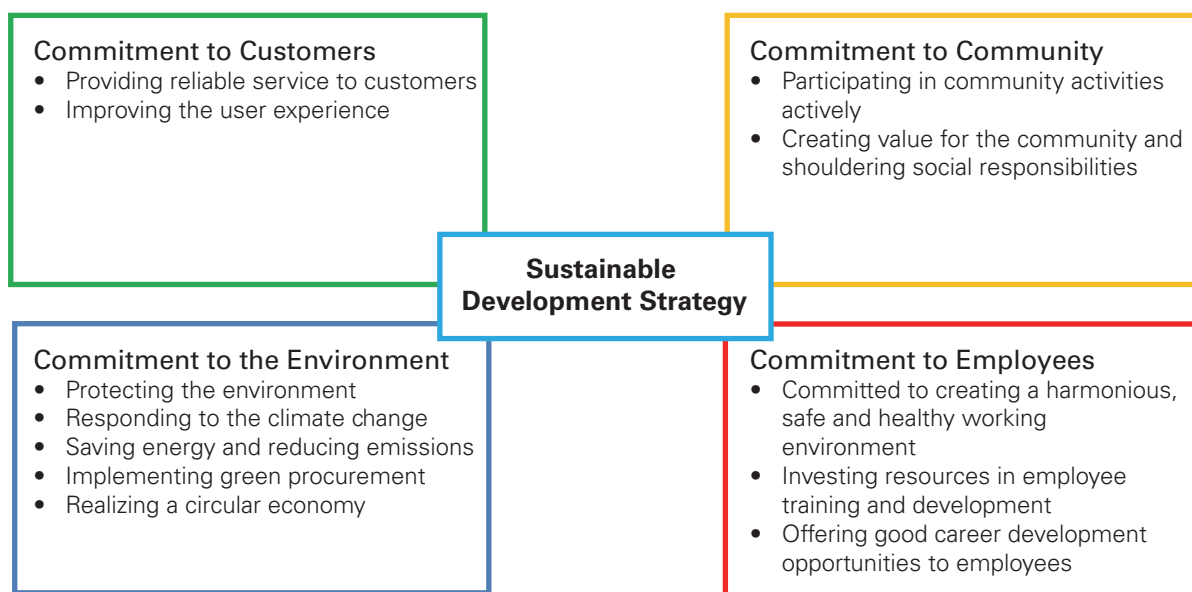 Commitment to Customers
• Providing reliable service to customers
• Improving the user experience
Commitment to Community
• Participating in community activities
actively
• Creating value for the community and
shouldering social responsibilities
Sustainable
Development Strategy
Commitment to the Environment
• Protecting the environment
• Responding to the climate change
• Saving energy and reducing emissions
• Implementing green procurement
• Realizing a circular economy
Commitment to Employees
• Committed to creating a harmonious,
safe and healthy working
environment
• Investing resources in employee
training and development
• Offering good career development
opportunities to employees